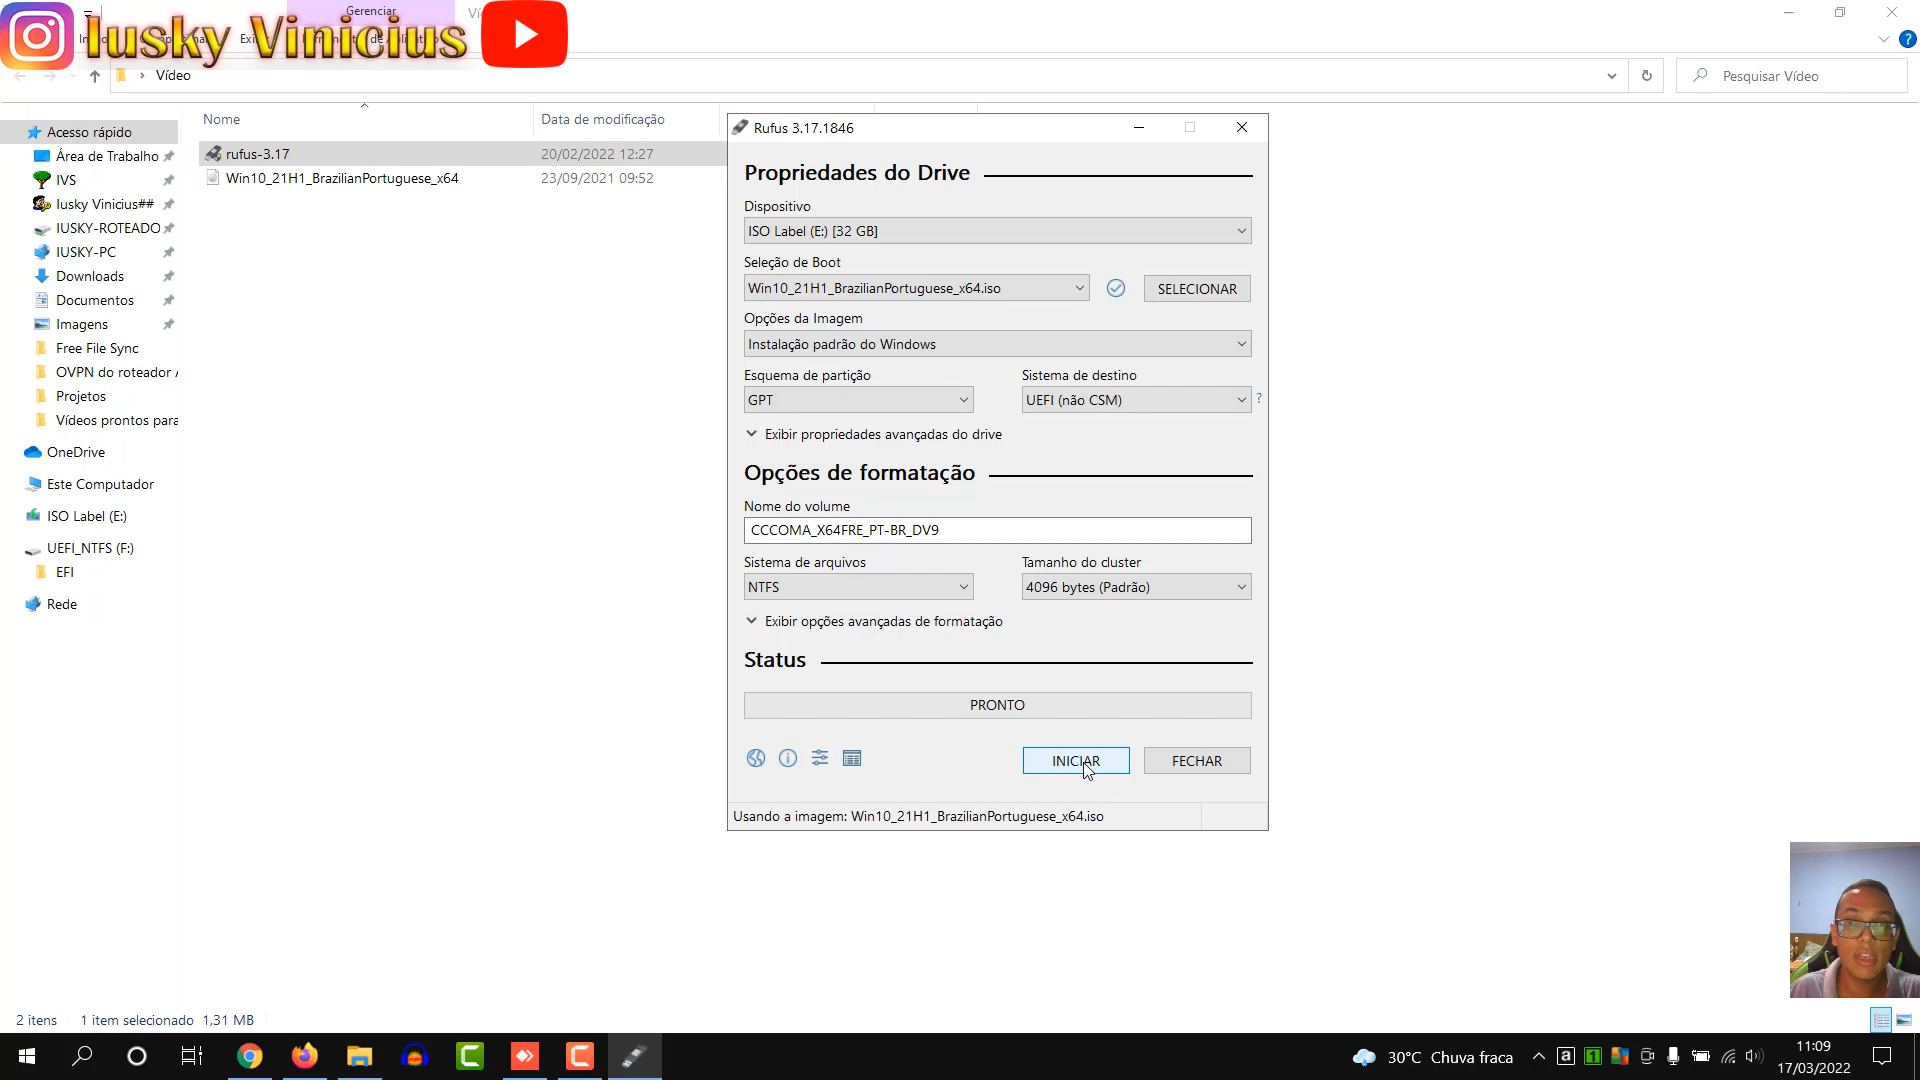 Gerenciar
Iusky Vinicius
Vídeo
Pesquisar Vídeo
Nome
Data de modificação
Acesso rápido
Área de Trabalho
IVS
Iusky Vinicius##
IUSKY-ROTEADO
IUSKY-PC
Downloads
Documentos
Imagens
Free File Sync
OVPN do roteador
Projetos
Vídeos prontos para
OneDrive
Este Computador
ISO Label (E:)
UEFI_NTFS (F:)
EFI
Rede
rufus-3.17 20/02/2022 12:27
Win10_21H1_BrazilianPortuguese_x64 23/09/2021 09:52
Rufus 3.17.1846
Propriedades do Drive
Dispositivo
ISO Label (E:) [32 GB]
Seleção de Boot
Win10_21H1_BrazilianPortuguese_x64.iso
SELECIONAR
Opções da Imagem
Instalação padrão do Windows
Esquema de partição
Sistema de destino
GPT
UEFI (não CSM)
?
Exibir propriedades avançadas do drive
Opções de formatação
Nome do volume
CCCOMA_X64FRE_PT-BR_DV9
Sistema de arquivos
Tamanho do cluster
NTFS
4096 bytes (Padrão)
Exibir opções avançadas de formatação
Status
PRONTO
INICIAR
FECHAR
Usando a imagem: Win10_21H1_BrazilianPortuguese_x64.iso
2 itens 1 item selecionado 1,31 MB
30°C Chuva fraca
11:09
17/03/2022